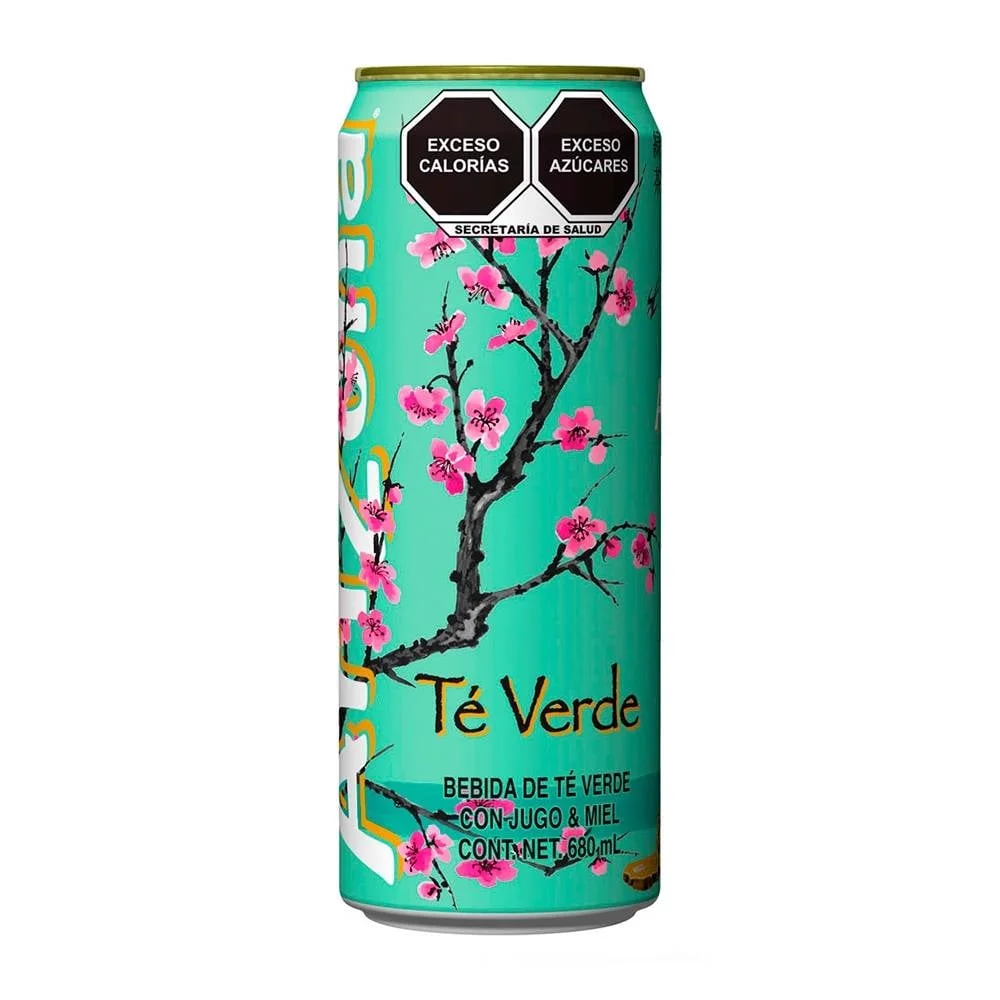 EXCESO
CALORÍAS
EXCESO
AZÚCARES
SECRETARÍA DE SALUD
AriZona
Té Verde
BEBIDA DE TÉ VERDE
CON JUGO & MIEL
CONT. NET. 680 mL